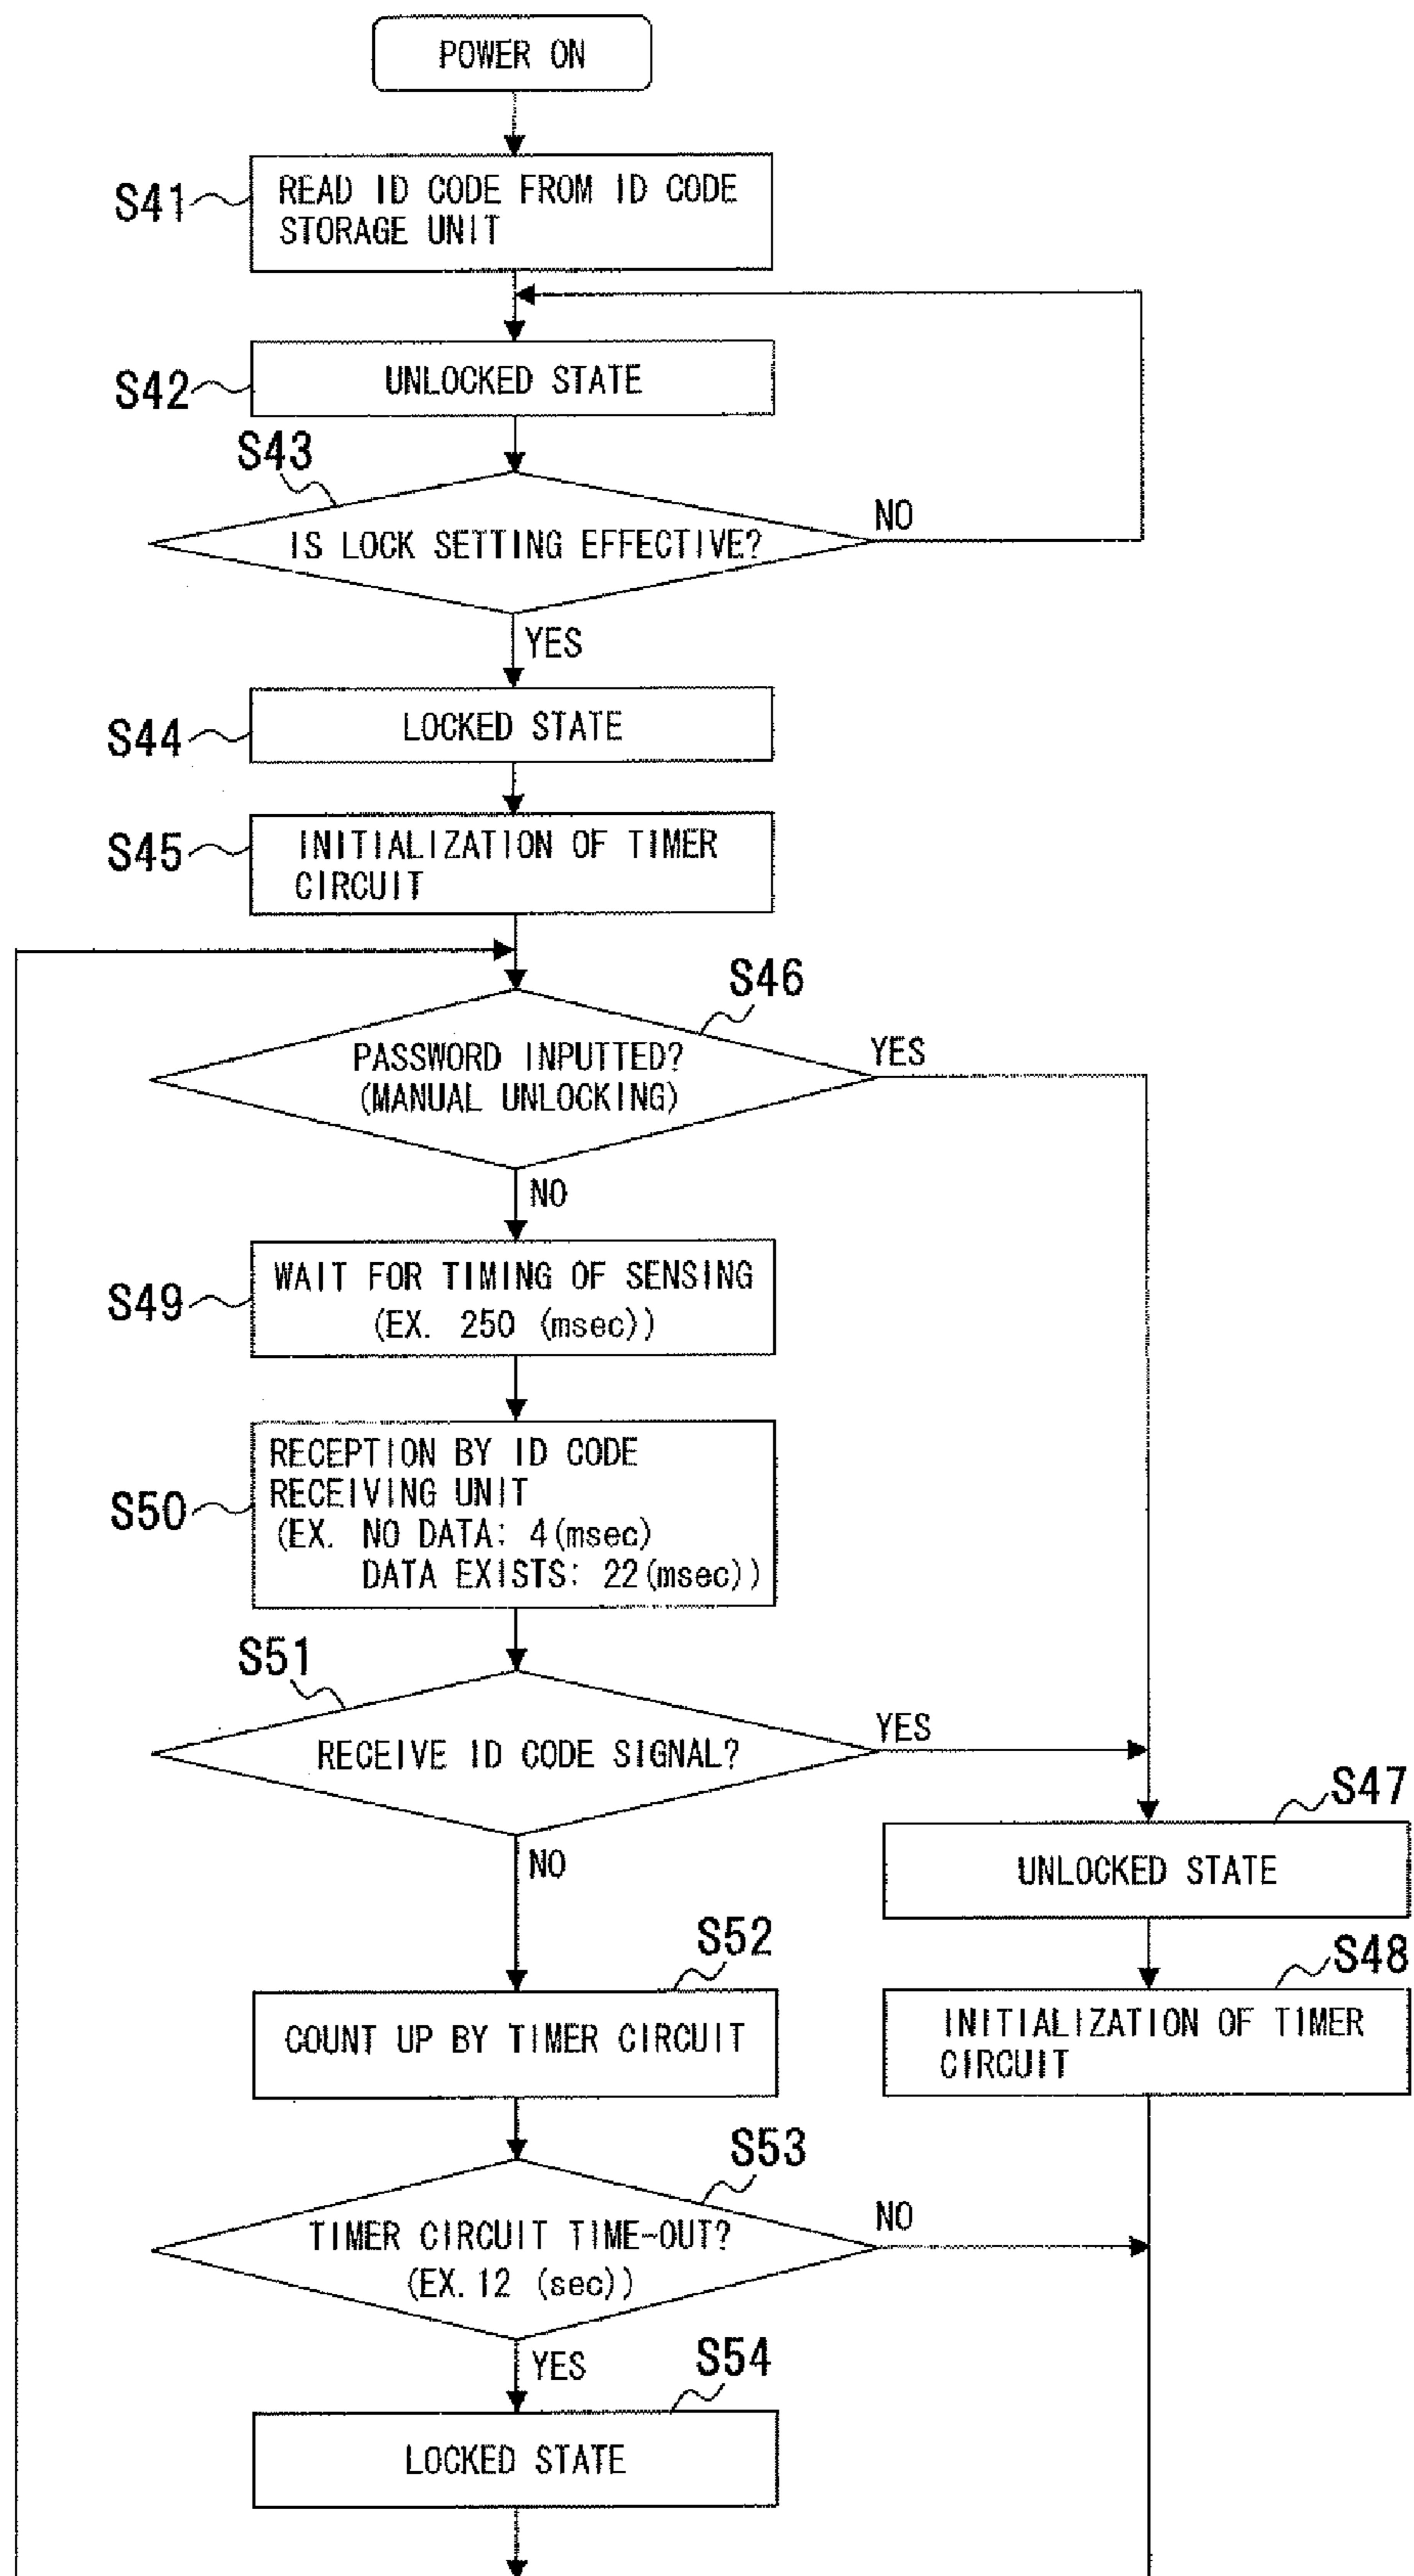 POWER ON
S41
READ ID CODE FROM ID CODE
STORAGE UNIT
S42
UNLOCKED STATE
S43
IS LOCK SETTING EFFECTIVE?
NO
YES
S44
LOCKED STATE
S45
INITIALIZATION OF TIMER
CIRCUIT
S46
PASSWORD INPUTTED?
(MANUAL UNLOCKING)
YES
NO
S49
WAIT FOR TIMING OF SENSING
(EX. 250 (msec))
S50
RECEPTION BY ID CODE
RECEIVING UNIT
(EX. NO DATA: 4(msec)
DATA EXISTS: 22(msec))
S51
RECEIVE ID CODE SIGNAL?
YES
NO
S47
UNLOCKED STATE
S48
INITIALIZATION OF TIMER
CIRCUIT
S52
COUNT UP BY TIMER CIRCUIT
S53
TIMER CIRCUIT TIME-OUT?
(EX.12 (sec))
NO
YES
S54
LOCKED STATE